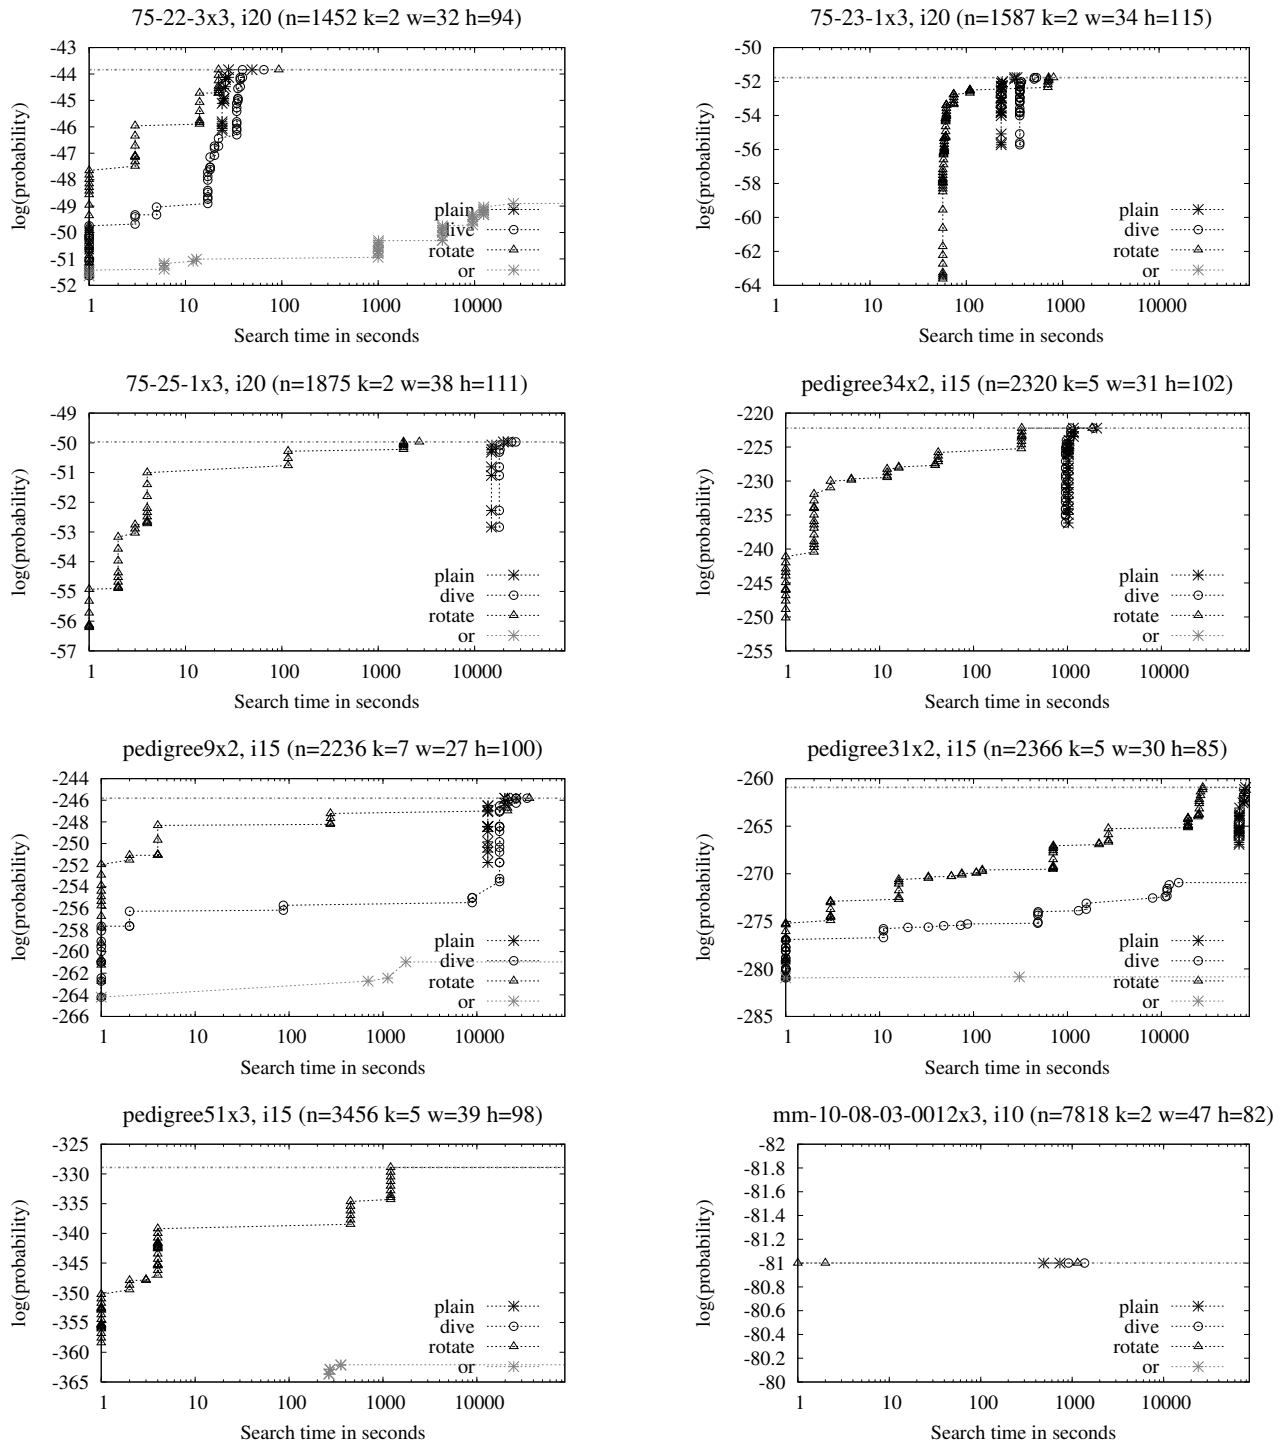 75-22-3x3, i20 (n=1452 k=2 w=32 h=94)
log(probability)
-43
-44
-45
-46
-47
-48
-49
-50
-51
-52
1 10 100 1000 10000
Search time in seconds
plain
dive
rotate
or
75-23-1x3, i20 (n=1587 k=2 w=34 h=115)
log(probability)
-50
-52
-54
-56
-58
-60
-62
-64
1 10 100 1000 10000
Search time in seconds
plain
dive
rotate
or
75-25-1x3, i20 (n=1875 k=2 w=38 h=111)
log(probability)
-49
-50
-51
-52
-53
-54
-55
-56
-57
1 10 100 1000 10000
Search time in seconds
plain
dive
rotate
or
pedigree34x2, i15 (n=2320 k=5 w=31 h=102)
log(probability)
-220
-225
-230
-235
-240
-245
-250
-255
1 10 100 1000 10000
Search time in seconds
plain
dive
rotate
or
pedigree9x2, i15 (n=2236 k=7 w=27 h=100)
log(probability)
-244
-246
-248
-250
-252
-254
-256
-258
-260
-262
-264
-266
1 10 100 1000 10000
Search time in seconds
plain
dive
rotate
or
pedigree31x2, i15 (n=2366 k=5 w=30 h=85)
log(probability)
-260
-265
-270
-275
-280
-285
1 10 100 1000 10000
Search time in seconds
plain
dive
rotate
or
pedigree51x3, i15 (n=3456 k=5 w=39 h=98)
log(probability)
-325
-330
-335
-340
-345
-350
-355
-360
-365
1 10 100 1000 10000
Search time in seconds
plain
dive
rotate
or
mm-10-08-03-0012x3, i10 (n=7818 k=2 w=47 h=82)
log(probability)
-82
-81.8
-81.6
-81.4
-81.2
-81
-80.8
-80.6
-80.4
-80.2
-80
1 10 100 1000 10000
Search time in seconds
plain
dive
rotate
or